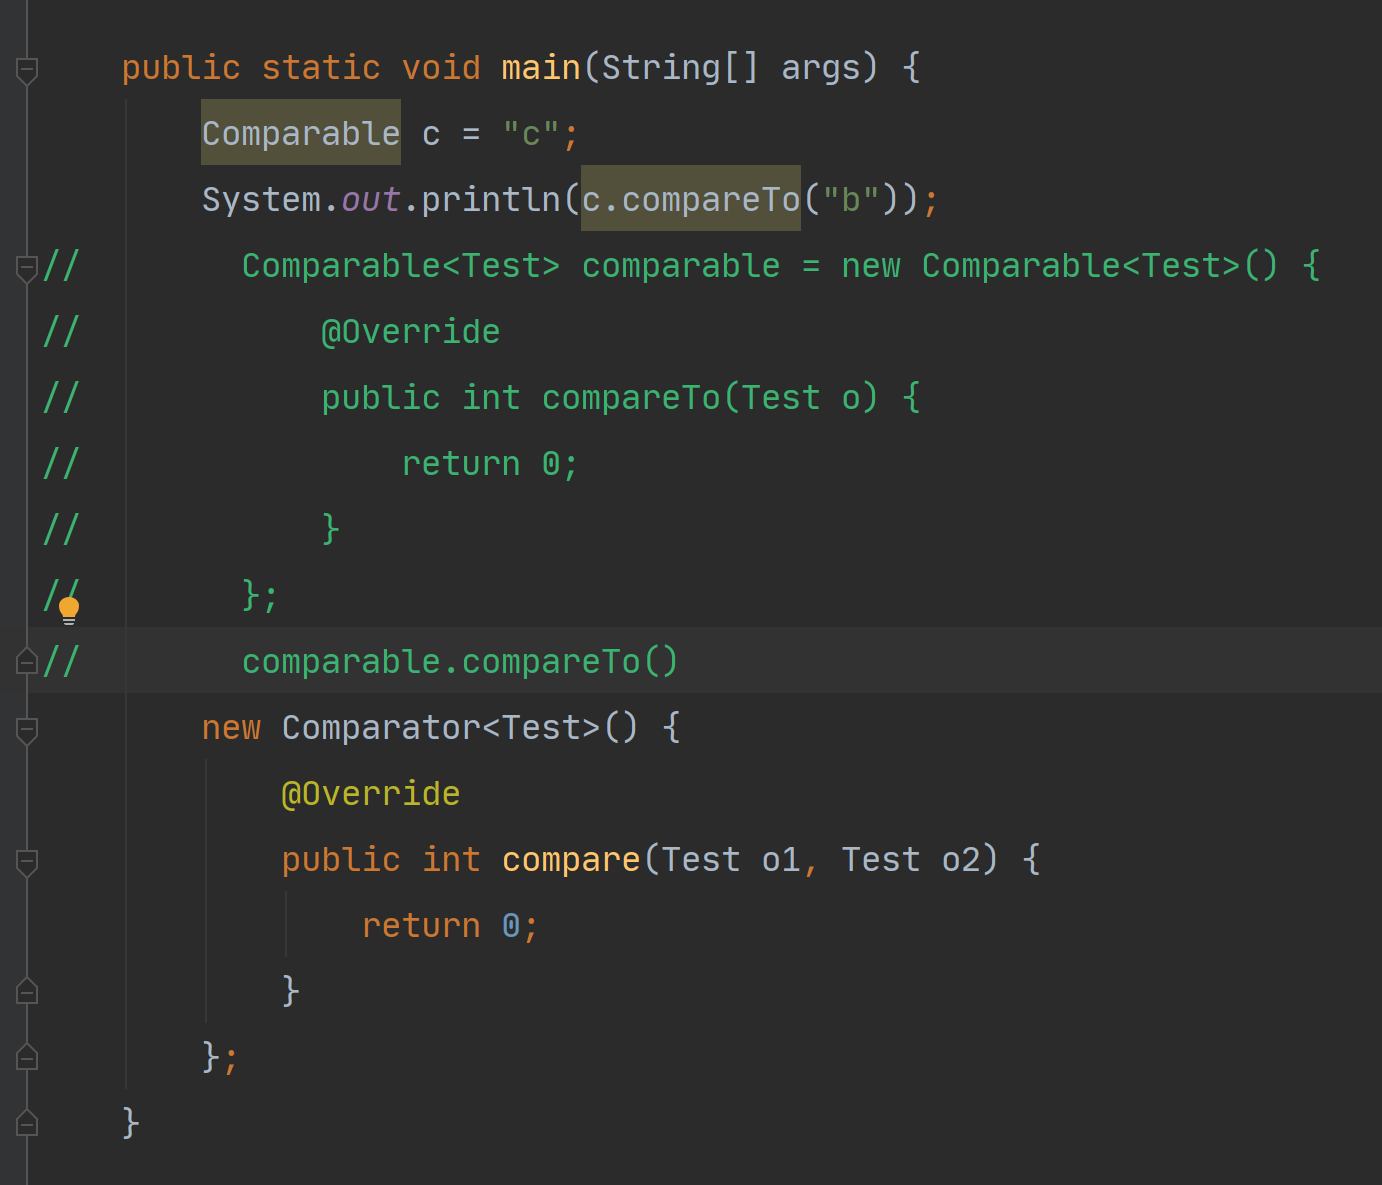 public static void main(String[] args) {
Comparable c = "c";
System.out.println(c.compareTo("b"));
// Comparable<Test> comparable = new Comparable<Test>() {
// @Override
// public int compareTo(Test o) {
// return 0;
// }
// };
// comparable.compareTo()
new Comparator<Test>() {
@Override
public int compare(Test o1, Test o2) {
return 0;
}
};
}